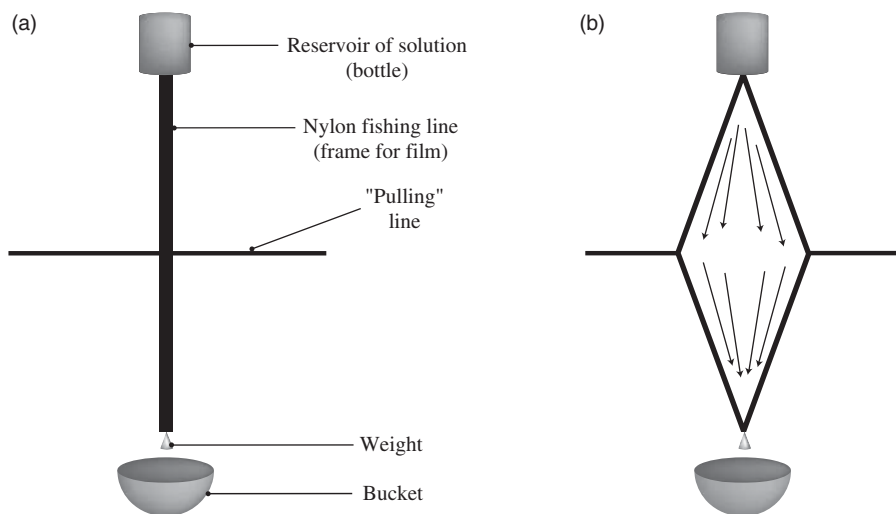 (a)
Reservoir of solution
(bottle)
Nylon fishing line
(frame for film)
"Pulling"
line
Weight
Bucket
(b)